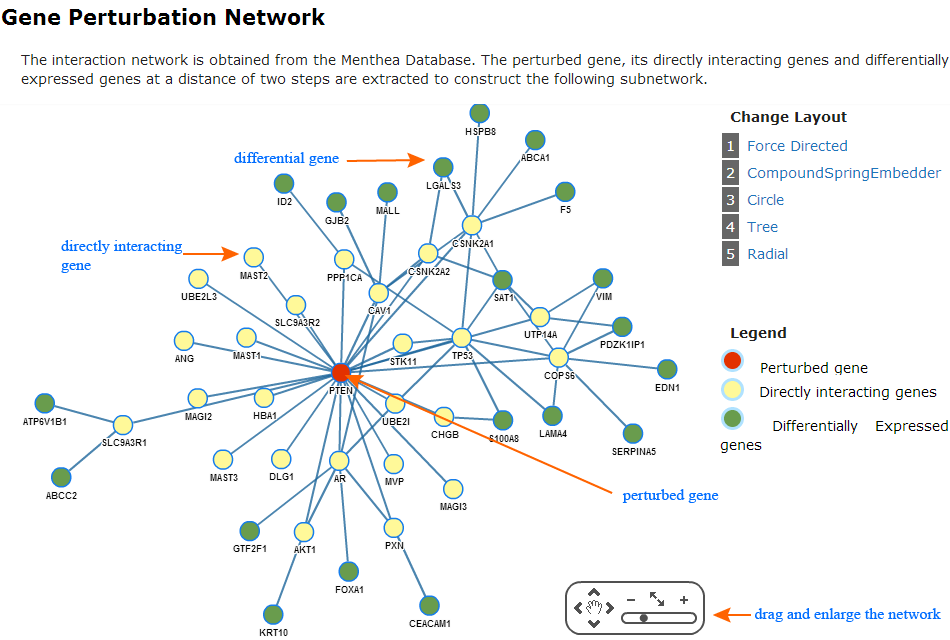 Gene Perturbation Network
The interaction network is obtained from the Menthea Database. The perturbed gene, its directly interacting genes and differentially
expressed genes at a distance of two steps are extracted to construct the following subnetwork.
Change Layout
1 Force Directed
2 CompoundSpringEmbedder
3 Circle
4 Tree
5 Radial
HSPB8
ABCA1
differential gene
LGALS3
ID2
GJB2
MALL
F5
CSNK2A1
directly interacting
gene
MAST2
PPP1CA
CSNK2A2
UBE2L3
CAV1
SAT1
VIM
SLC9A3R2
UTP14A
PDZK1IP1
ANG
MAST1
STK11
TP53
COPS6
EDN1
PTEN
Legend
Perturbed gene
Directly interacting genes
Differentially Expressed
genes
ATP6V1B1
MAGI2
HBA1
UBE2I
CHGB
S100A8
LAMA4
SLC9A3R1
SERPINA5
MAST3
DLG1
AR
MVP
ABCC2
MAGI3
perturbed gene
GTF2F1
AKT1
PXN
FOXA1
KRT10
CEACAM1
drag and enlarge the network